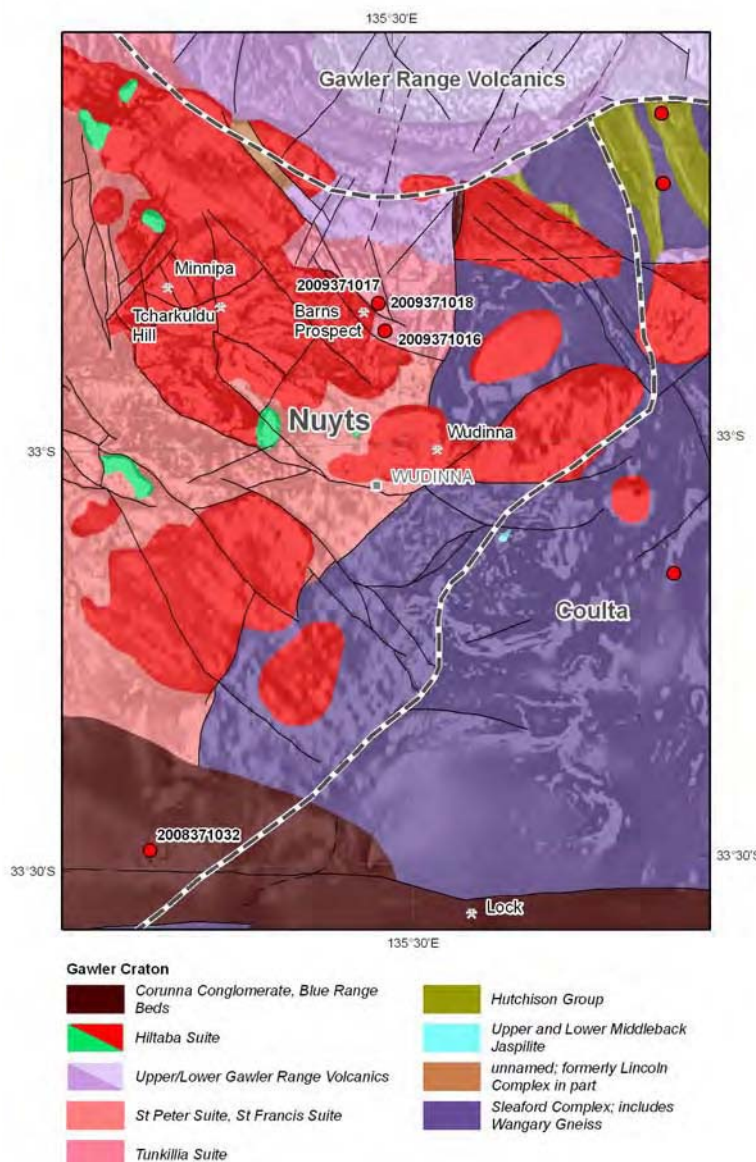 135°30'E
Gawler Range Volcanics
Minnipa
2009371017
2009371018
Tcharkuldu
Hill
Barns
Prospect
2009371016
Nuyts
Wudinna
33°S
33°S
WUDINNA
Coulta
2008371032
33°30'S
33°30'S
Lock
135°30'E
Gawler Craton
Corunna Conglomerate, Blue Range
Beds
Hiltaba Suite
Upper/Lower Gawler Range Volcanics
St Peter Suite, St Francis Suite
Tunkillia Suite
Hutchison Group
Upper and Lower Middleback
Jaspilite
unnamed; formerly Lincoln
Complex in part
Sleaford Complex; includes
Wangary Gneiss